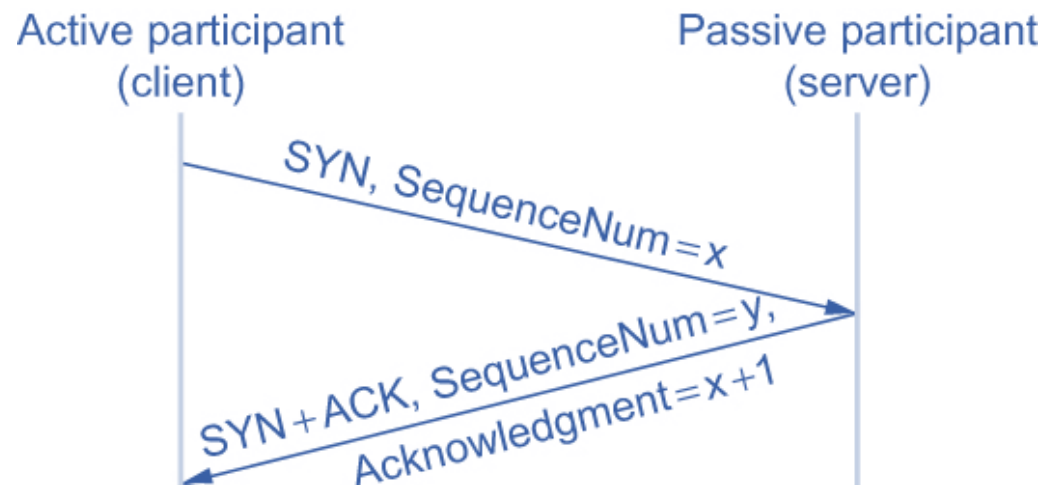 Active participant
(client)
Passive participant
(server)
SYN, SequenceNum=x
SYN+ACK, SequenceNum=y,
Acknowledgment=x+1